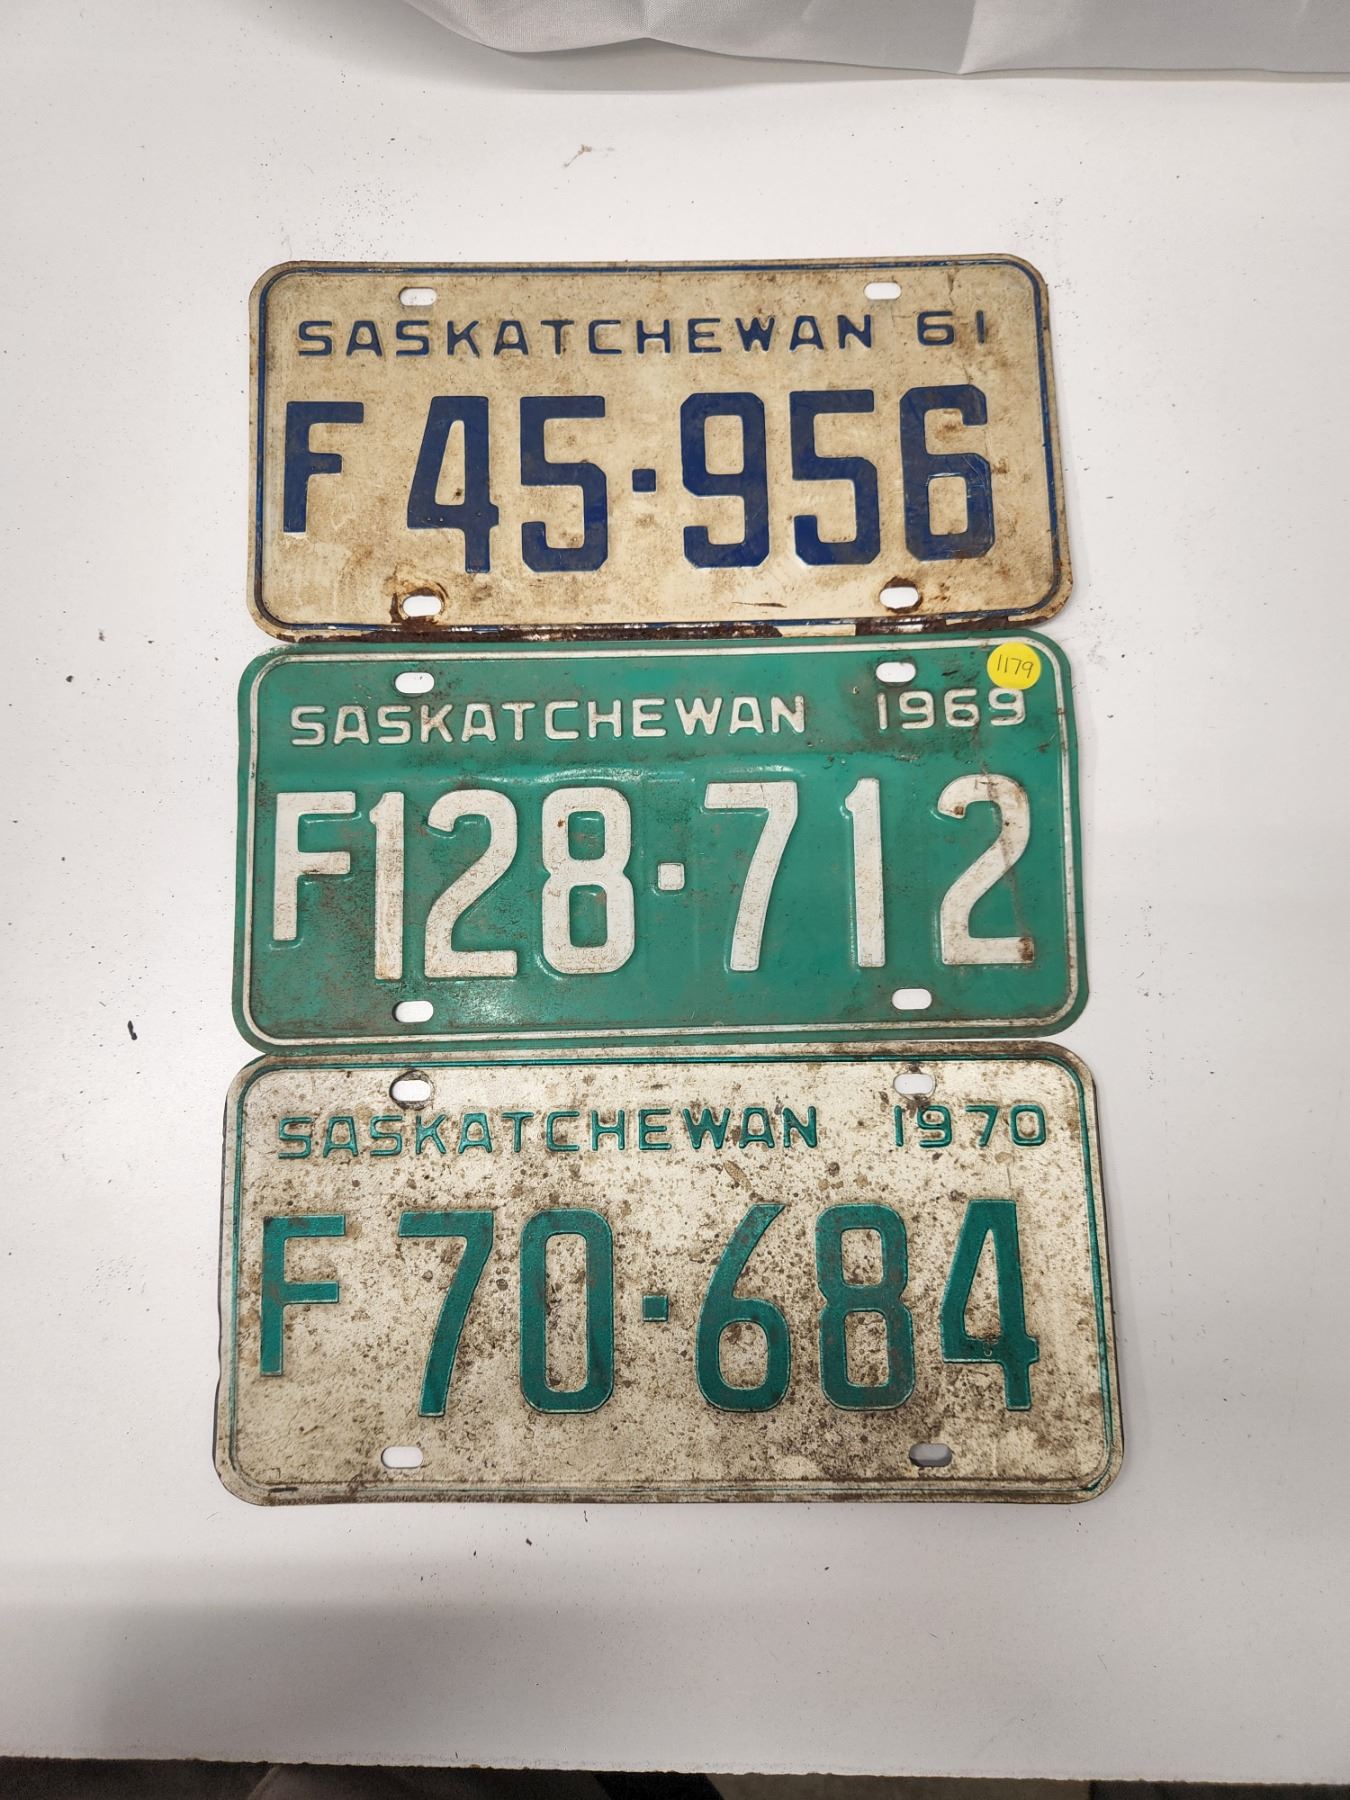 SASKATCHEWAN 61
F 45·956
1179
SASKATCHEWAN 1969
F128·712
SASKATCHEWAN 1970
F 70·684